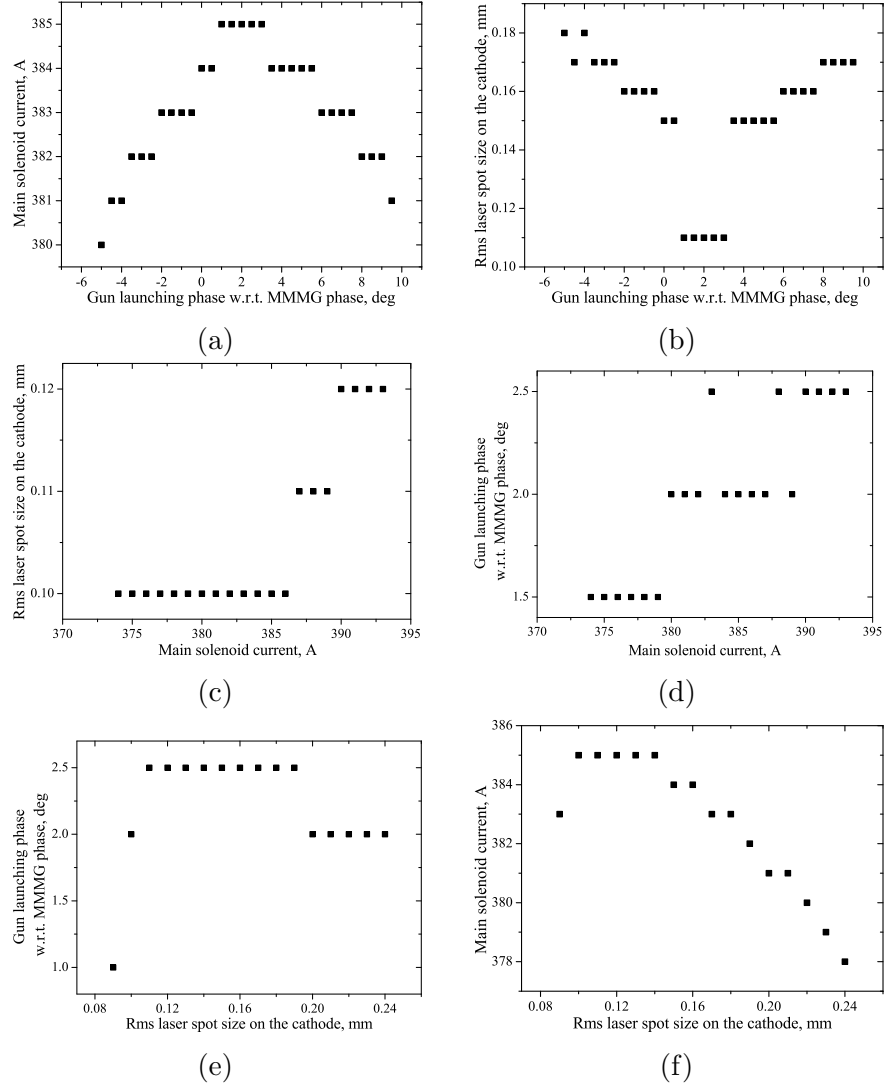 385
384
383
382
381
380
Main solenoid current, A
-6 -4 -2 0 2 4 6 8 10
Gun launching phase w.r.t. MMMG phase, deg
(a)
0.18
0.16
0.14
0.12
0.10
Rms laser spot size on the cathode, mm
-6 -4 -2 0 2 4 6 8 10
Gun launching phase w.r.t. MMMG phase, deg
(b)
0.12
0.11
0.10
Rms laser spot size on the cathode, mm
370 375 380 385 390 395
Main solenoid current, A
(c)
2.5
2.0
1.5
Gun launching phase
w.r.t. MMMG phase, deg
370 375 380 385 390 395
Main solenoid current, A
(d)
2.5
2.0
1.5
1.0
Gun launching phase
w.r.t. MMMG phase, deg
0.08 0.12 0.16 0.20 0.24
Rms laser spot size on the cathode, mm
(e)
386
384
382
380
378
Main solenoid current, A
0.08 0.12 0.16 0.20 0.24
Rms laser spot size on the cathode, mm
(f)